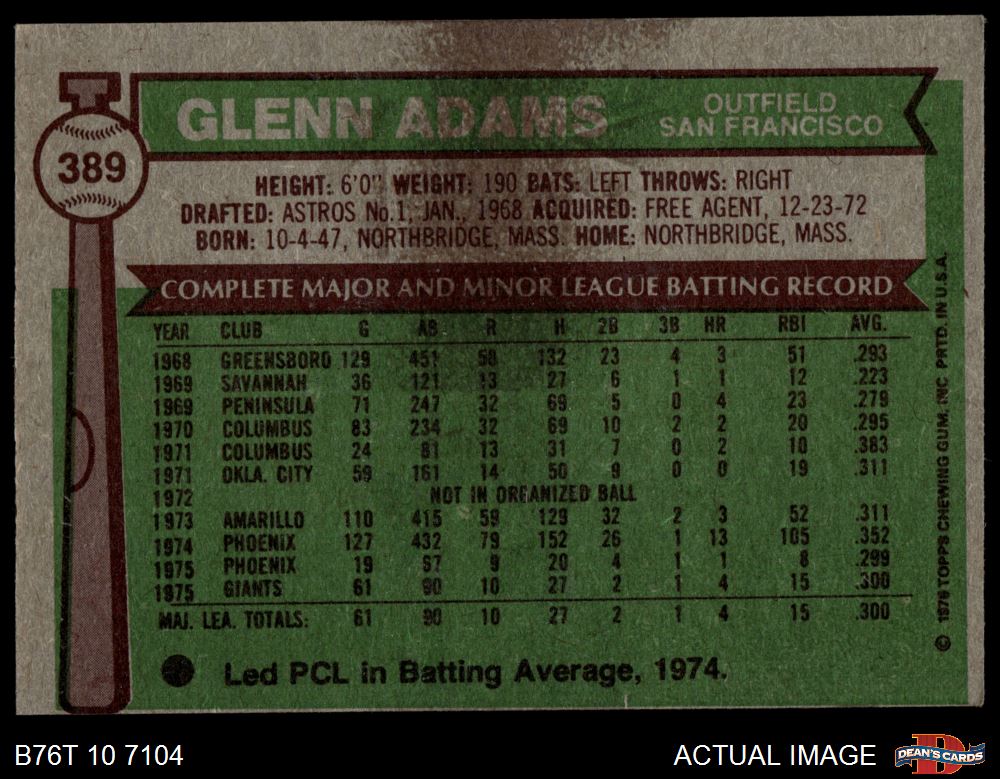 389
GLENN ADAMS
OUTFIELD
SAN FRANCISCO
HEIGHT: 6'0" WEIGHT: 190 BATS: LEFT THROWS: RIGHT
DRAFTED: ASTROS No.1, JAN., 1968 ACQUIRED: FREE AGENT, 12-23-72
BORN: 10-4-47, NORTHBRIDGE, MASS. HOME: NORTHBRIDGE, MASS.
COMPLETE MAJOR AND MINOR LEAGUE BATTING RECORD
YEAR CLUB G AB R H 2B 3B HR RBI AVG.
1968 GREENSBORO 129 451 58 132 23 4 3 51 .293
1969 SAVANNAH 36 121 13 27 6 1 1 12 .223
1969 PENINSULA 71 247 32 69 5 0 4 23 .279
1970 COLUMBUS 83 234 32 69 10 2 2 20 .295
1971 COLUMBUS 24 81 13 31 7 0 2 10 .383
1971 OKLA. CITY 59 161 14 50 9 0 0 19 .311
1972 NOT IN ORGANIZED BALL
1973 AMARILLO 110 415 59 129 32 2 3 52 .311
1974 PHOENIX 127 432 79 152 26 1 13 105 .352
1975 PHOENIX 19 67 9 20 4 1 1 8 .299
1975 GIANTS 61 90 10 27 2 1 4 15 .300
MAJ. LEA. TOTALS: 61 90 10 27 2 1 4 15 .300
Led PCL in Batting Average, 1974.
© 1976 TOPPS CHEWING GUM, INC PRTD. IN U.S.A.
B76T 10 7104
ACTUAL IMAGE
DEAN'S CARDS